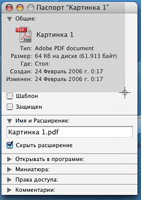 Паспорт "Картинка 1"
Общие:
Картинка 1
Тип: Adobe PDF document
Размер: 64 КБ на диске (61.913 байт)
Где: Стол:
Создан: 24 Февраль 2006 г. 0:17
Изменен: 24 Февраль 2006 г. 0:17
Шаблон
Защищен
Имя и Расширение:
Картинка 1.pdf
Скрыть расширение
Открывать в программе:
Миниатюра:
Права доступа:
Комментарии: